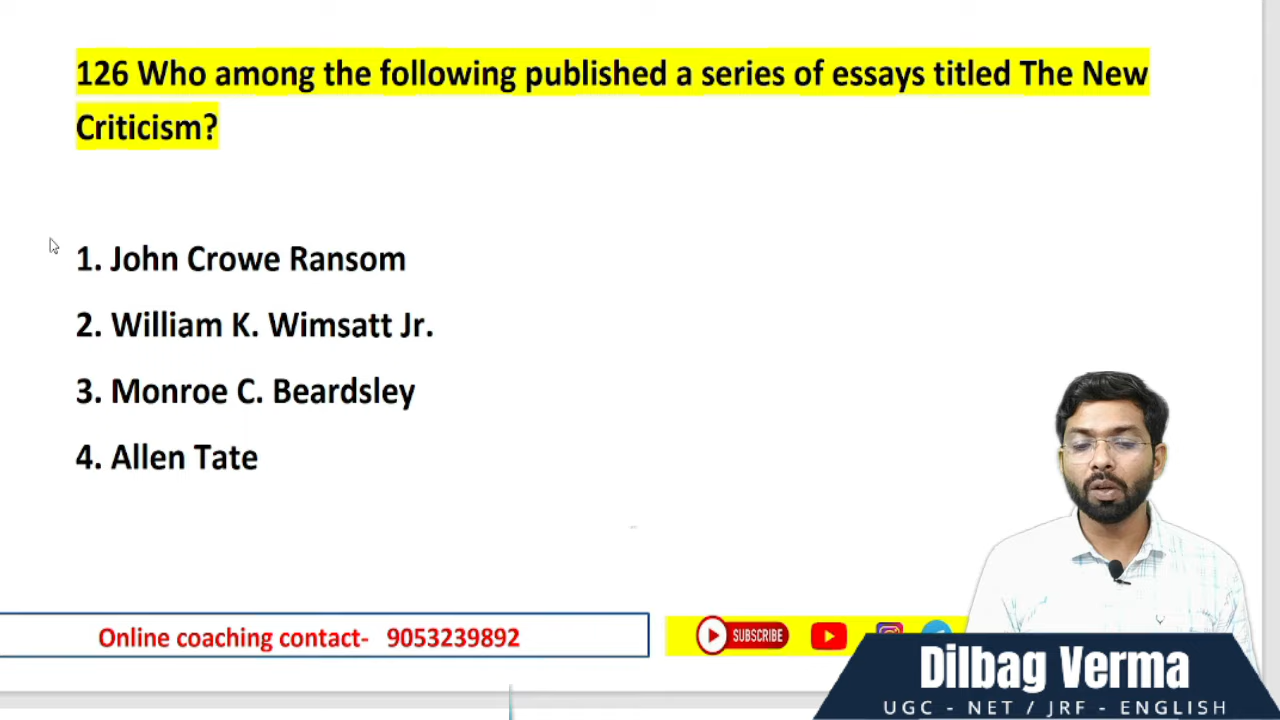 126 Who among the following published a series of essays titled The New
Criticism?
1. John Crowe Ransom
2. William K. Wimsatt Jr.
3. Monroe C. Beardsley
4. Allen Tate
Online coaching contact- 9053239892
SUBSCRIBE
Dilbag Verma
UGC - NET / JRF - ENGLISH